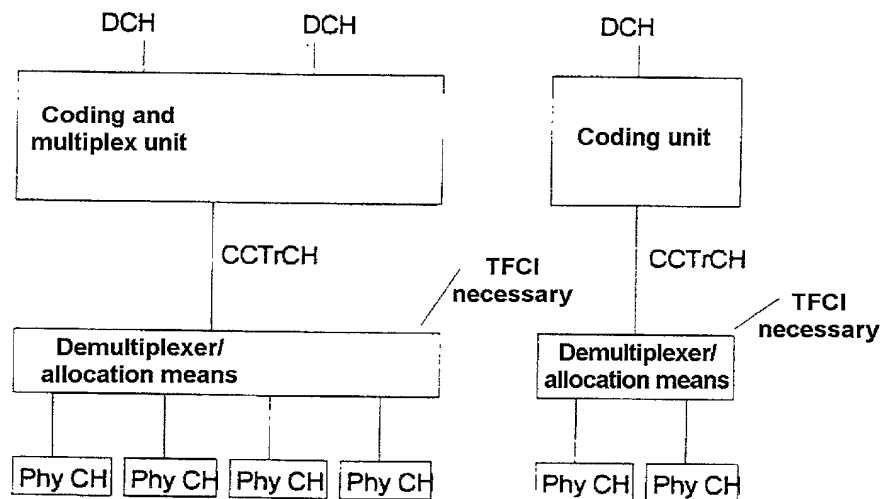 DCH
DCH
DCH
Coding and
multiplex unit
Coding unit
CCTrCH
CCTrCH
TFCI
necessary
TFCI
necessary
Demultiplexer/
allocation means
Demultiplexer/
allocation means
Phy CH
Phy CH
Phy CH
Phy CH
Phy CH
Phy CH